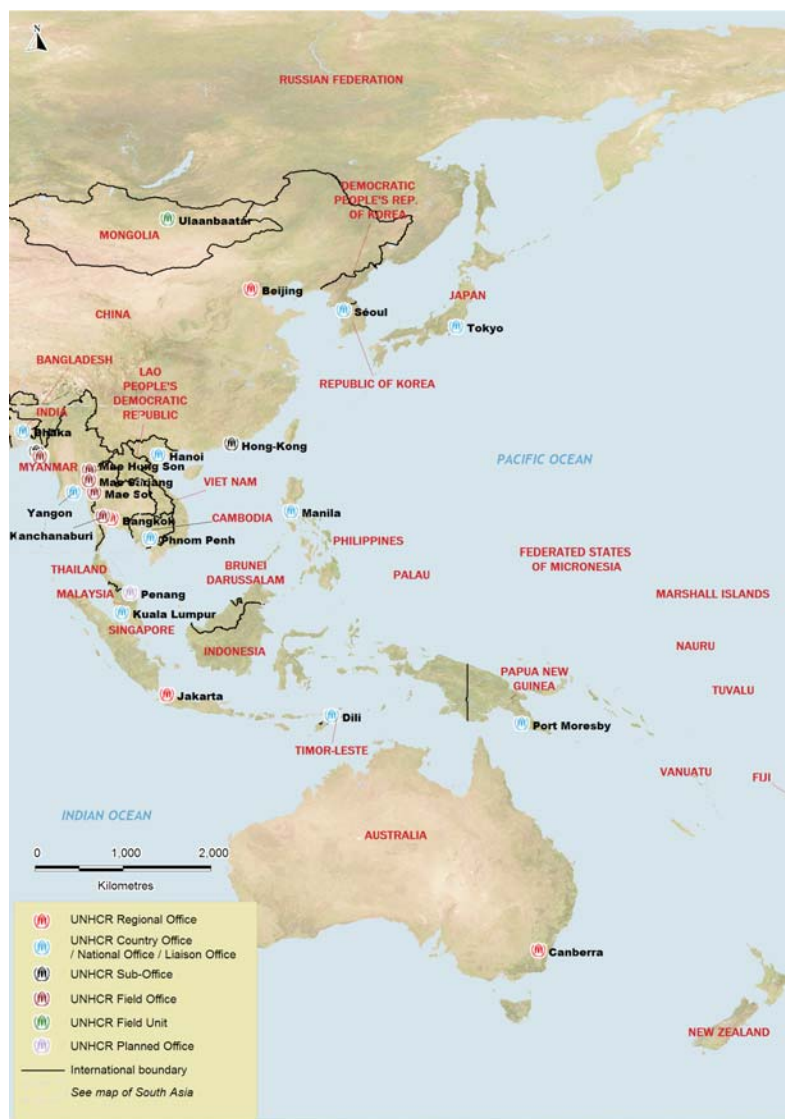 N
RUSSIAN FEDERATION
DEMOCRATIC
PEOPLE'S REP.
OF KOREA
Ulaanbaatar
MONGOLIA
Beijing
JAPAN
CHINA
Séoul
Tokyo
BANGLADESH
LAO
PEOPLE'S
DEMOCRATIC
REPUBLIC
REPUBLIC OF KOREA
INDIA
Dhaka
Hong-Kong
Hanoi
MYANMAR
Mae Hong Son
PACIFIC OCEAN
Mae Sariang
VIET NAM
Mae Sot
Yangon
Manila
Bangkok
CAMBODIA
Kanchanaburi
Phnom Penh
PHILIPPINES
FEDERATED STATES
OF MICRONESIA
THAILAND
BRUNEI
DARUSSALAM
PALAU
MALAYSIA
Penang
MARSHALL ISLANDS
Kuala Lumpur
SINGAPORE
NAURU
INDONESIA
PAPUA NEW
GUINEA
Jakarta
TUVALU
Dili
Port Moresby
TIMOR-LESTE
VANUATU
FIJI
INDIAN OCEAN
AUSTRALIA
0 1,000 2,000
Kilometres
UNHCR Regional Office
UNHCR Country Office
/ National Office / Liaison Office
UNHCR Sub-Office
UNHCR Field Office
UNHCR Field Unit
UNHCR Planned Office
International boundary
See map of South Asia
Canberra
NEW ZEALAND